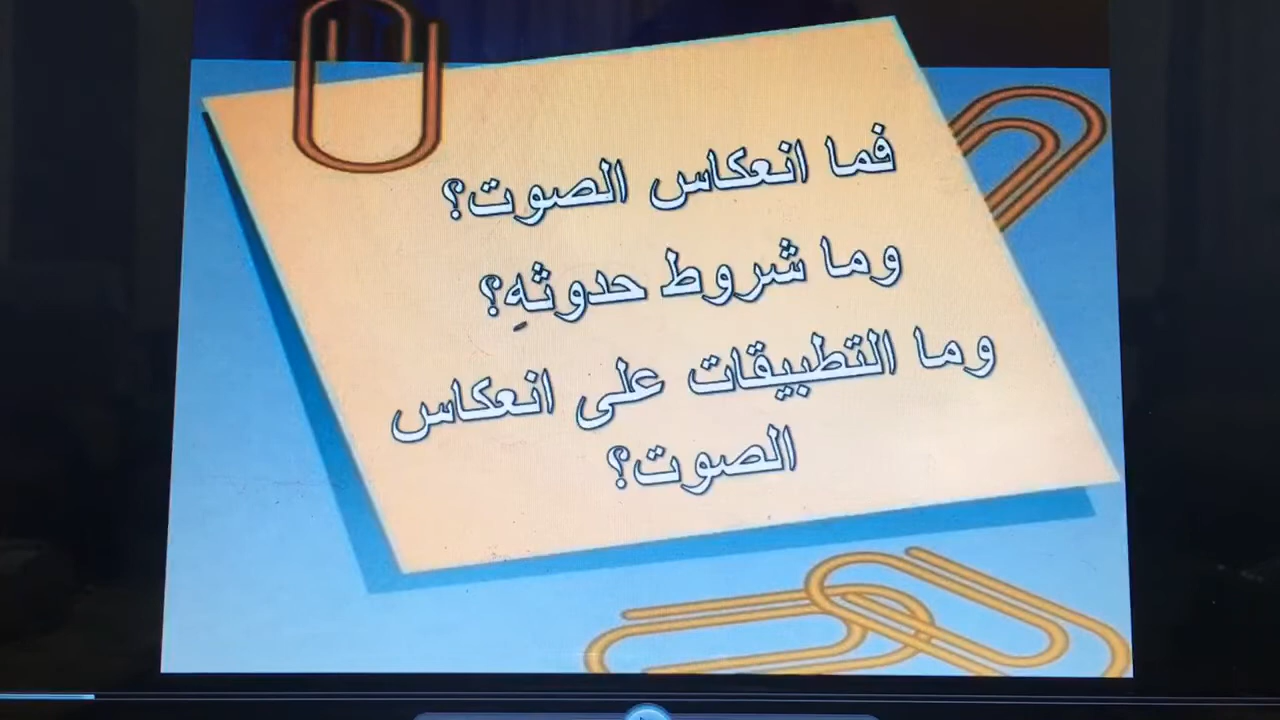 فما انعكاس الصوت؟
وما شروط حدوثهِ؟
وما التطبيقات على انعكاس
الصوت؟